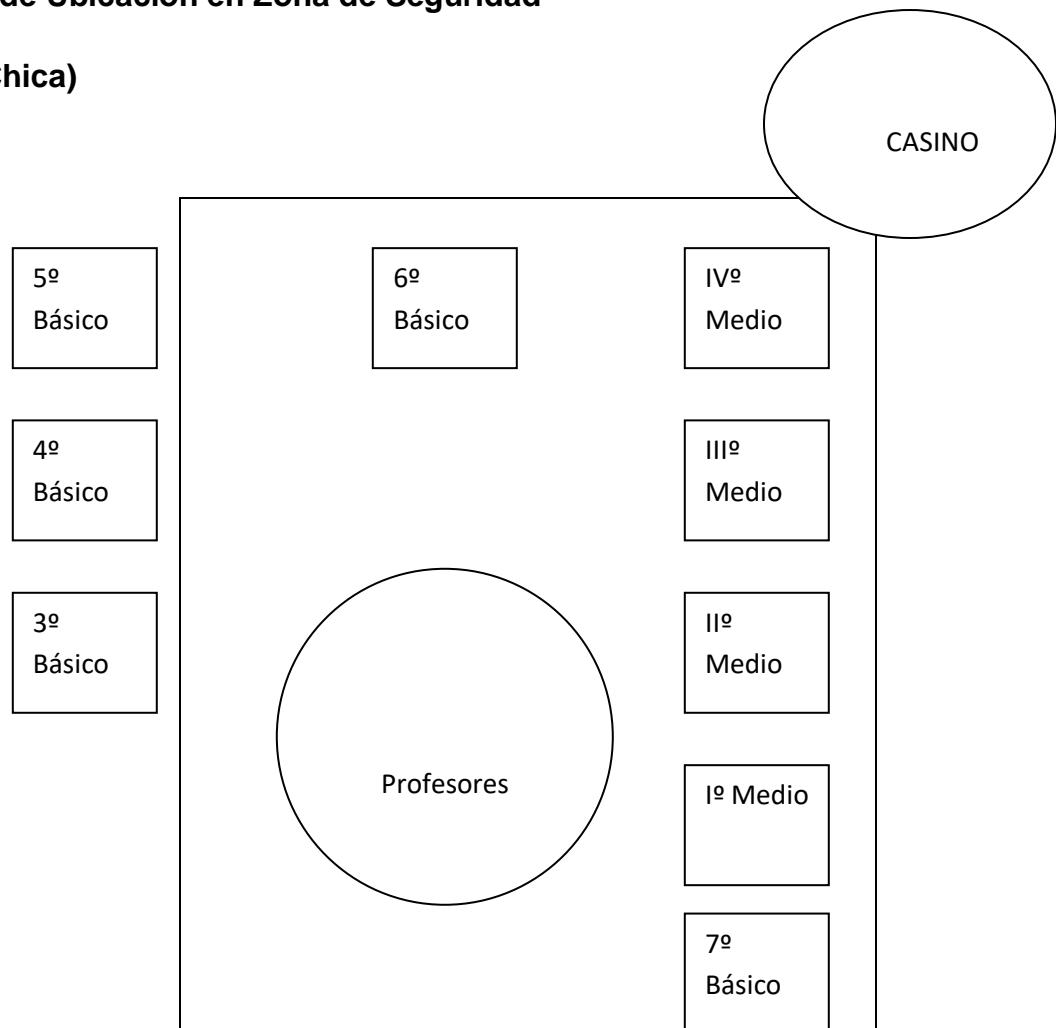 de Ubicación en Zona de Seguridad
Chica)
CASINO
5º
Básico
6º
Básico
IVº
Medio
4º
Básico
IIIº
Medio
3º
Básico
IIº
Medio
Profesores
Iº Medio
7º
Básico